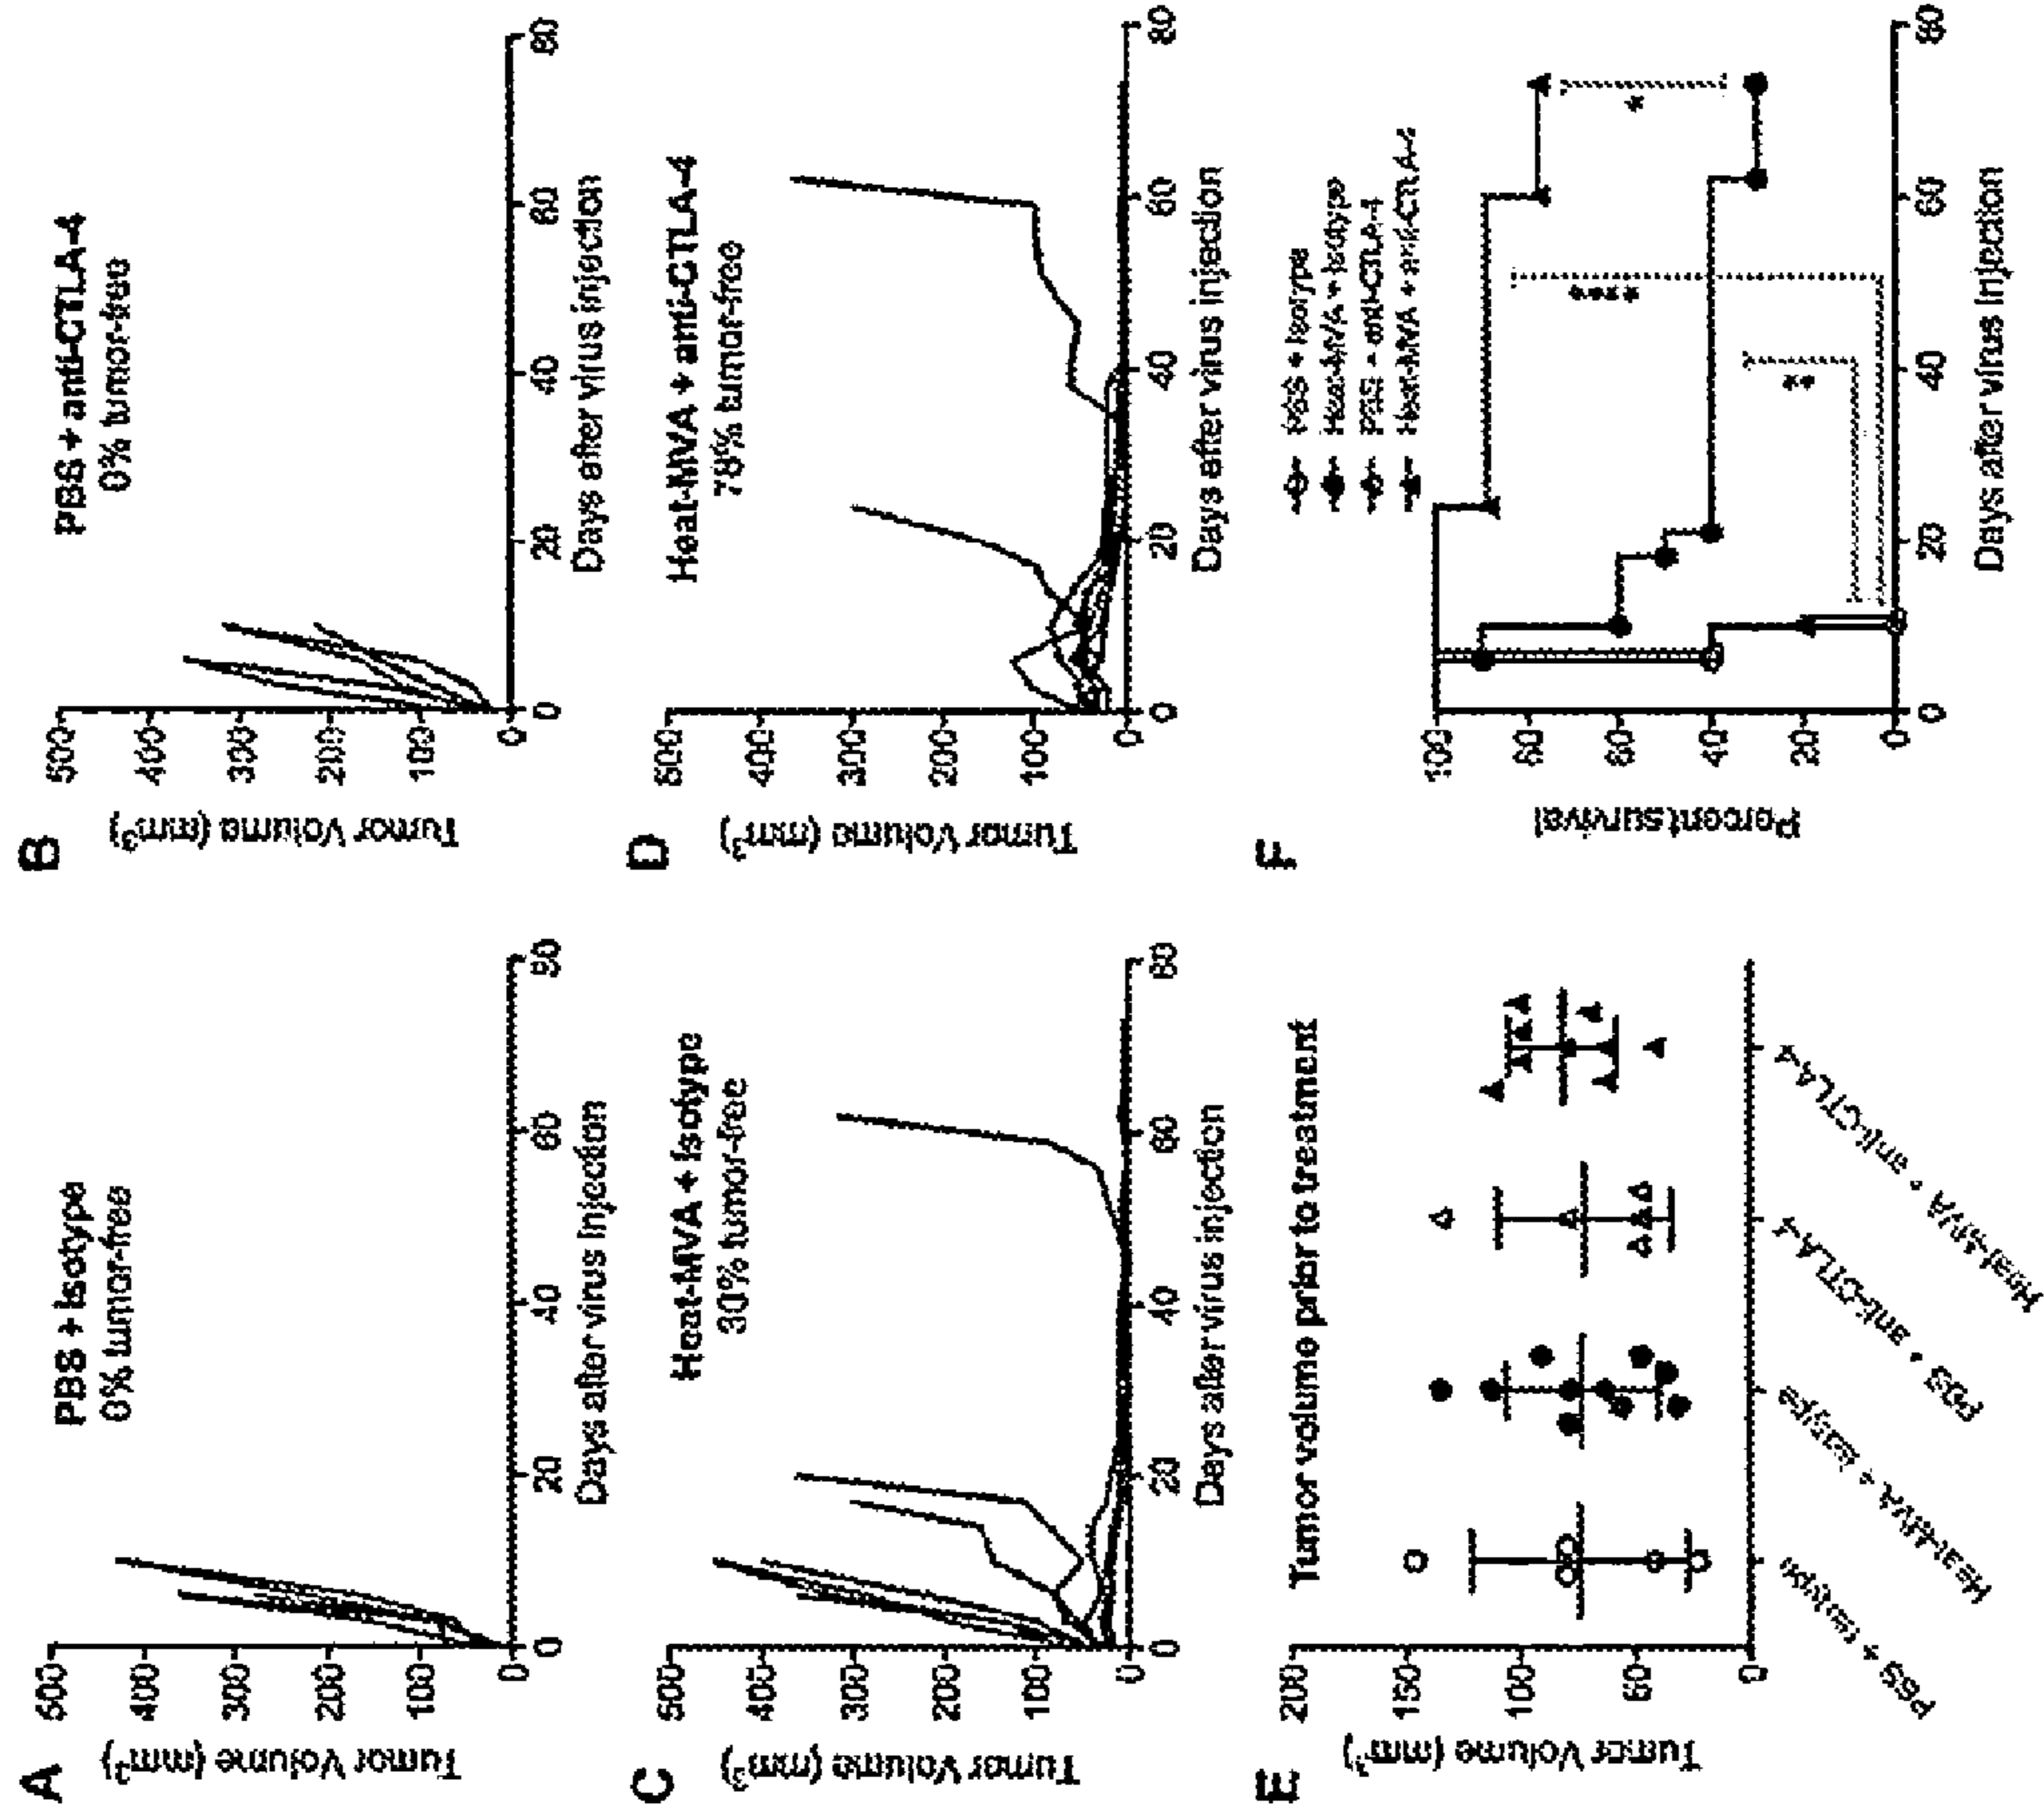 A
PBS + Isotype
0% tumor-free
Tumor Volume (mm³)
500
400
300
200
100
0
0 20 40 60 80
Days after virus injection
B
PBS + anti-CTLA-4
0% tumor-free
Tumor Volume (mm³)
500
400
300
200
100
0
0 20 40 60 80
Days after virus injection
C
Heat-MVA + Isotype
30% tumor-free
Tumor Volume (mm³)
500
400
300
200
100
0
0 20 40 60 80
Days after virus injection
D
Heat-MVA + anti-CTLA-4
78% tumor-free
Tumor Volume (mm³)
500
400
300
200
100
0
0 20 40 60 80
Days after virus injection
E
Tumor volume prior to treatment
Tumor Volume (mm³)
200
150
100
50
0
PBS + Isotype
Heat-MVA + Isotype
PBS + anti-CTLA-4
Heat-MVA + anti-CTLA-4
F
PBS + Isotype
Heat-MVA + Isotype
PBS + anti-CTLA-4
Heat-MVA + anti-CTLA-4
Percent survival
100
80
60
40
20
0
*
****
**
0 20 40 60 80
Days after virus injection